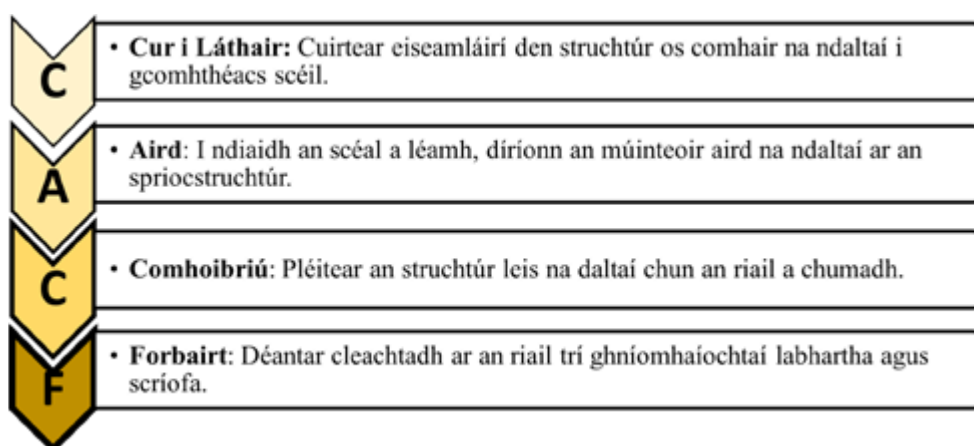 C
• Cur i Láthair: Cuirtear eiseamláirí den struchtúr os comhair na ndaltaí i
gcomhthéacs scéil.
A
• Aird: I ndiaidh an scéal a léamh, díríonn an múinteoir aird na ndaltaí ar an
spriocstruchtúr.
C
• Comhoibriú: Pléitear an struchtúr leis na daltaí chun an riail a chumadh.
F
• Forbairt: Déantar cleachtadh ar an riail trí ghníomhaíochtaí labhartha agus
scríofa.